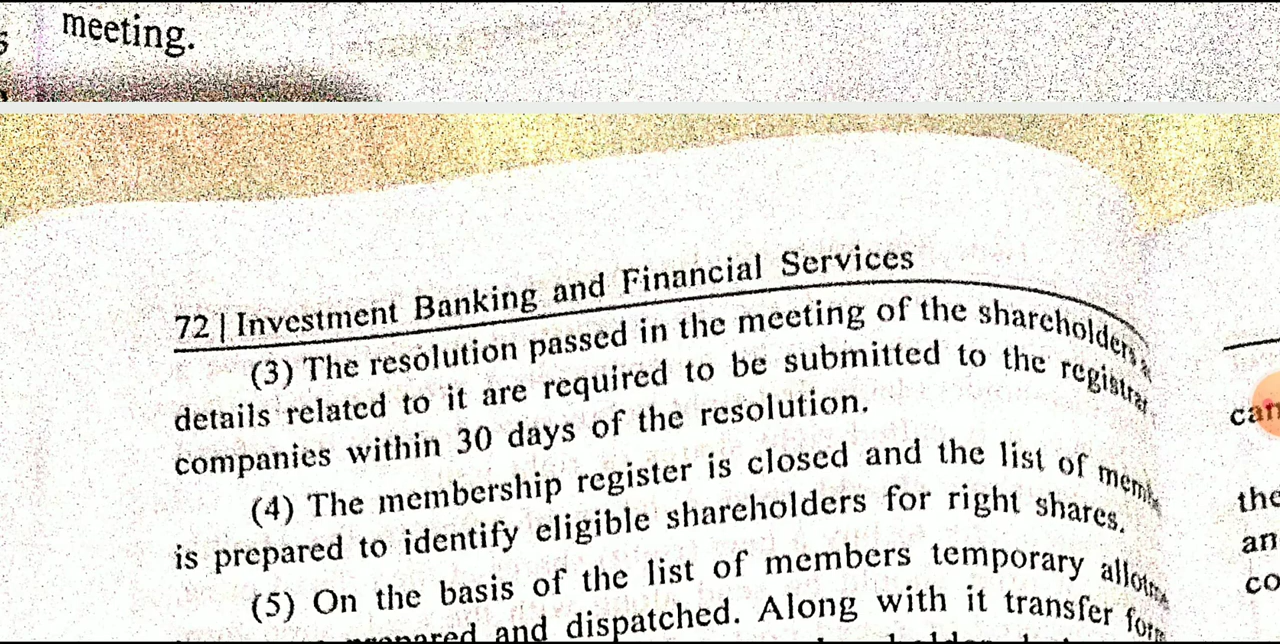 meeting.
72 | Investment Banking and Financial Services
(3) The resolution passed in the meeting of the shareholders
details related to it are required to be submitted to the registrar
companies within 30 days of the resolution.
(4) The membership register is closed and the list of
is prepared to identify eligible shareholders for right shares.
(5) On the basis of the list of members temporary
and dispatched. Along with it transfer
can
the
an
co